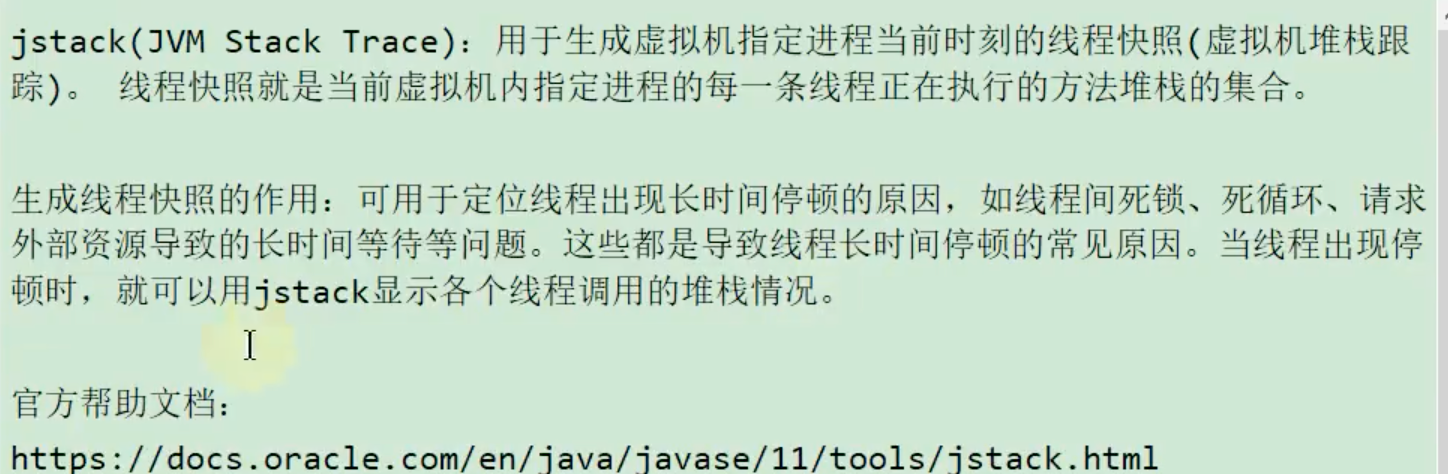 jstack(JVM Stack Trace)：用于生成虚拟机指定进程当前时刻的线程快照(虚拟机堆栈跟
踪)。 线程快照就是当前虚拟机内指定进程的每一条线程正在执行的方法堆栈的集合。
生成线程快照的作用：可用于定位线程出现长时间停顿的原因，如线程间死锁、死循环、请求
外部资源导致的长时间等待等问题。这些都是导致线程长时间停顿的常见原因。当线程出现停
顿时，就可以用jstack显示各个线程调用的堆栈情况。
官方帮助文档：
https://docs.oracle.com/en/java/javase/11/tools/jstack.html